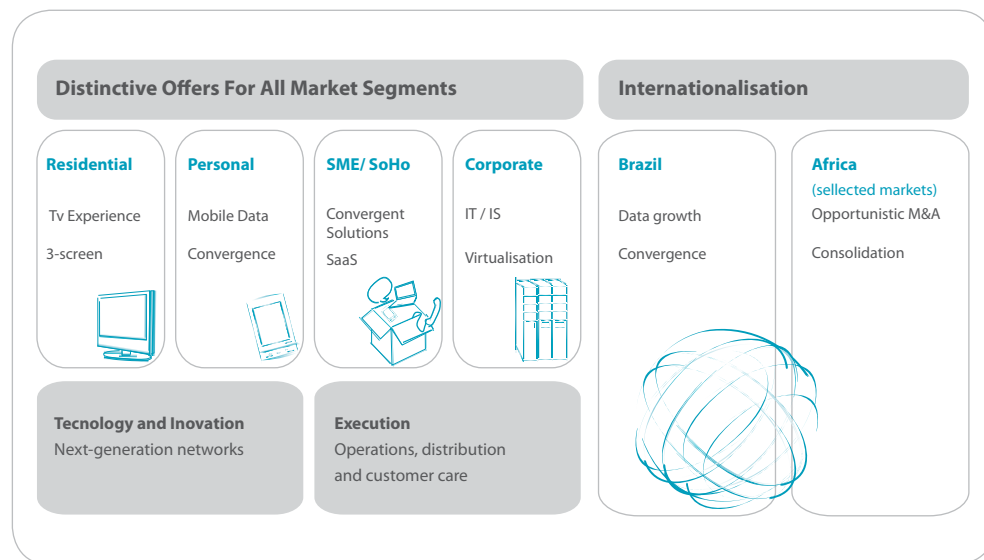 Distinctive Offers For All Market Segments
Internationalisation
Residential
Tv Experience
3-screen
Personal
Mobile Data
Convergence
SME/ SoHo
Convergent
Solutions
SaaS
Corporate
IT / IS
Virtualisation
Brazil
Data growth
Convergence
Africa
(sellected markets)
Opportunistic M&A
Consolidation
Tecnology and Inovation
Next-generation networks
Execution
Operations, distribution
and customer care